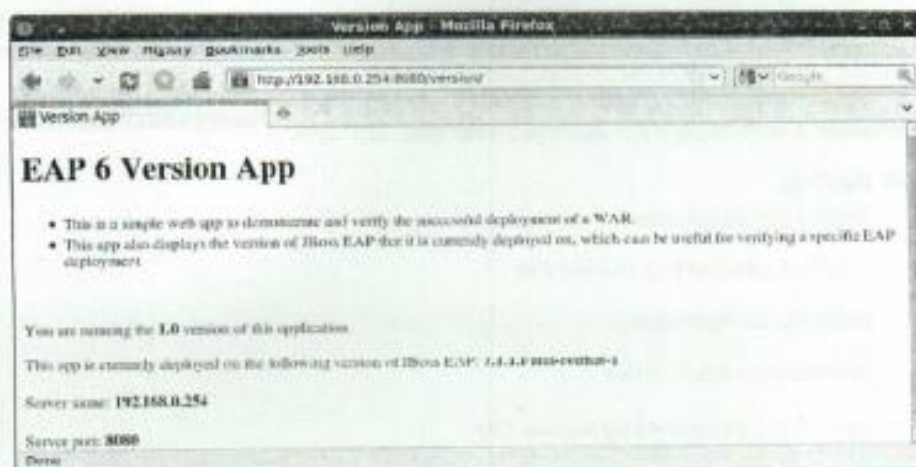 Version App - Mozilla Firefox
File Edit View History Bookmarks Tools Help
http://192.168.0.254:8080/version/
Google
Version App
EAP 6 Version App
• This is a simple web app to demonstrate and verify the successful deployment of a WAR.
• This app also displays the version of JBoss EAP that it is currently deployed on, which can be useful for verifying a specific EAP
deployment
You are running the 1.0 version of this application
This app is currently deployed on the following version of JBoss EAP:
Server name: 192.168.0.254
Server port: 8080
Done